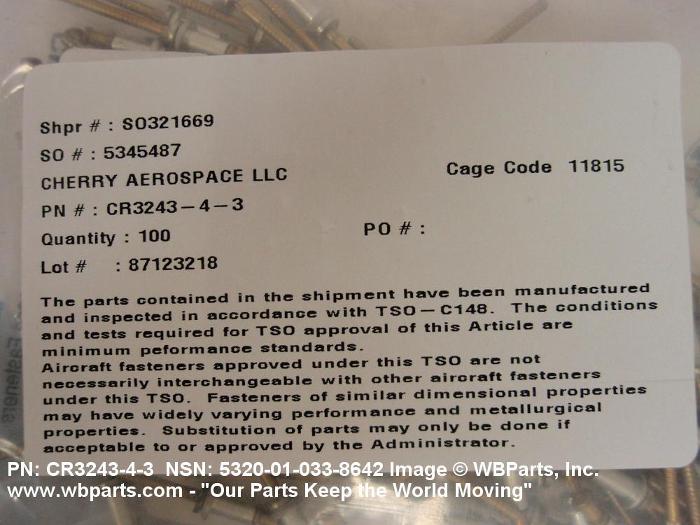 Shpr # : SO321669
SO # : 5345487
CHERRY AEROSPACE LLC
Cage Code 11815
PN # : CR3243-4-3
Quantity : 100
PO # :
Lot # : 87123218
The parts contained in the shipment have been manufactured
and inspected in accordance with TSO-C148. The conditions
and tests required for TSO approval of this Article are
minimum peformance standards.
Aircraft fasteners approved under this TSO are not
necessarily interchangeable with other aircraft fasteners
under this TSO. Fasteners of similar dimensional properties
may have widely varying performance and metallurgical
properties. Substitution of parts may only be done if
acceptable to or approved by the Administrator.
Fasteners
PN: CR3243-4-3 NSN: 5320-01-033-8642 Image © WBParts, Inc.
www.wbparts.com - "Our Parts Keep the World Moving"